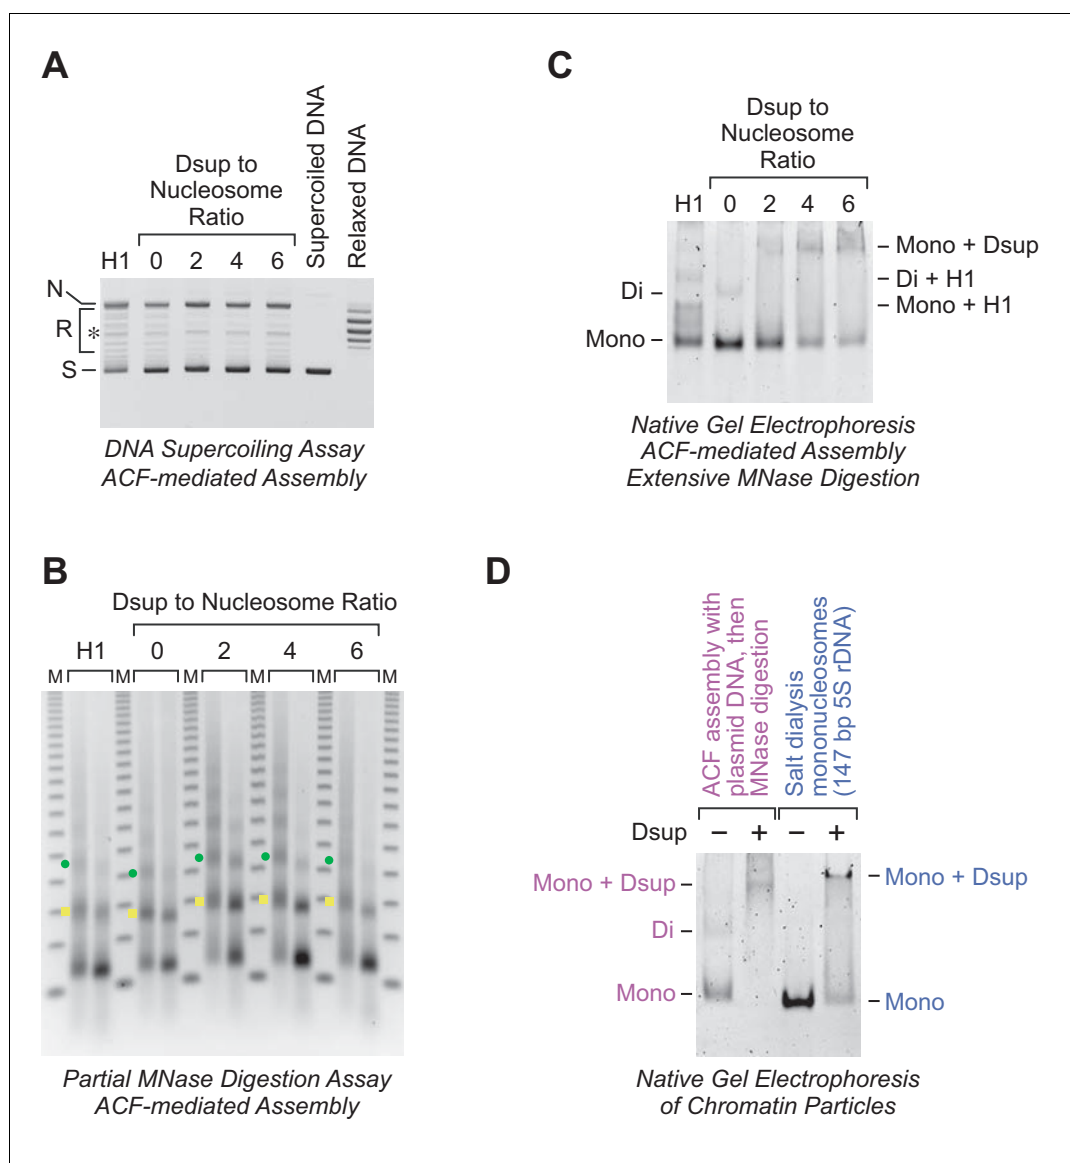 A
Dsup to
Nucleosome
Ratio
Supercoiled DNA
Relaxed DNA
H1 0 2 4 6
N
R *
S
DNA Supercoiling Assay
ACF-mediated Assembly
B
Dsup to Nucleosome Ratio
H1 0 2 4 6
M M M M M M
Partial MNase Digestion Assay
ACF-mediated Assembly
C
Dsup to
Nucleosome
Ratio
H1 0 2 4 6
Mono + Dsup
Di + H1
Di
Mono + H1
Mono
Native Gel Electrophoresis
ACF-mediated Assembly
Extensive MNase Digestion
D
ACF assembly with
plasmid DNA, then
MNase digestion
Salt dialysis
mononucleosomes
(147 bp 5S rDNA)
Dsup − + − +
Mono + Dsup
Mono + Dsup
Di
Mono
Mono
Native Gel Electrophoresis
of Chromatin Particles